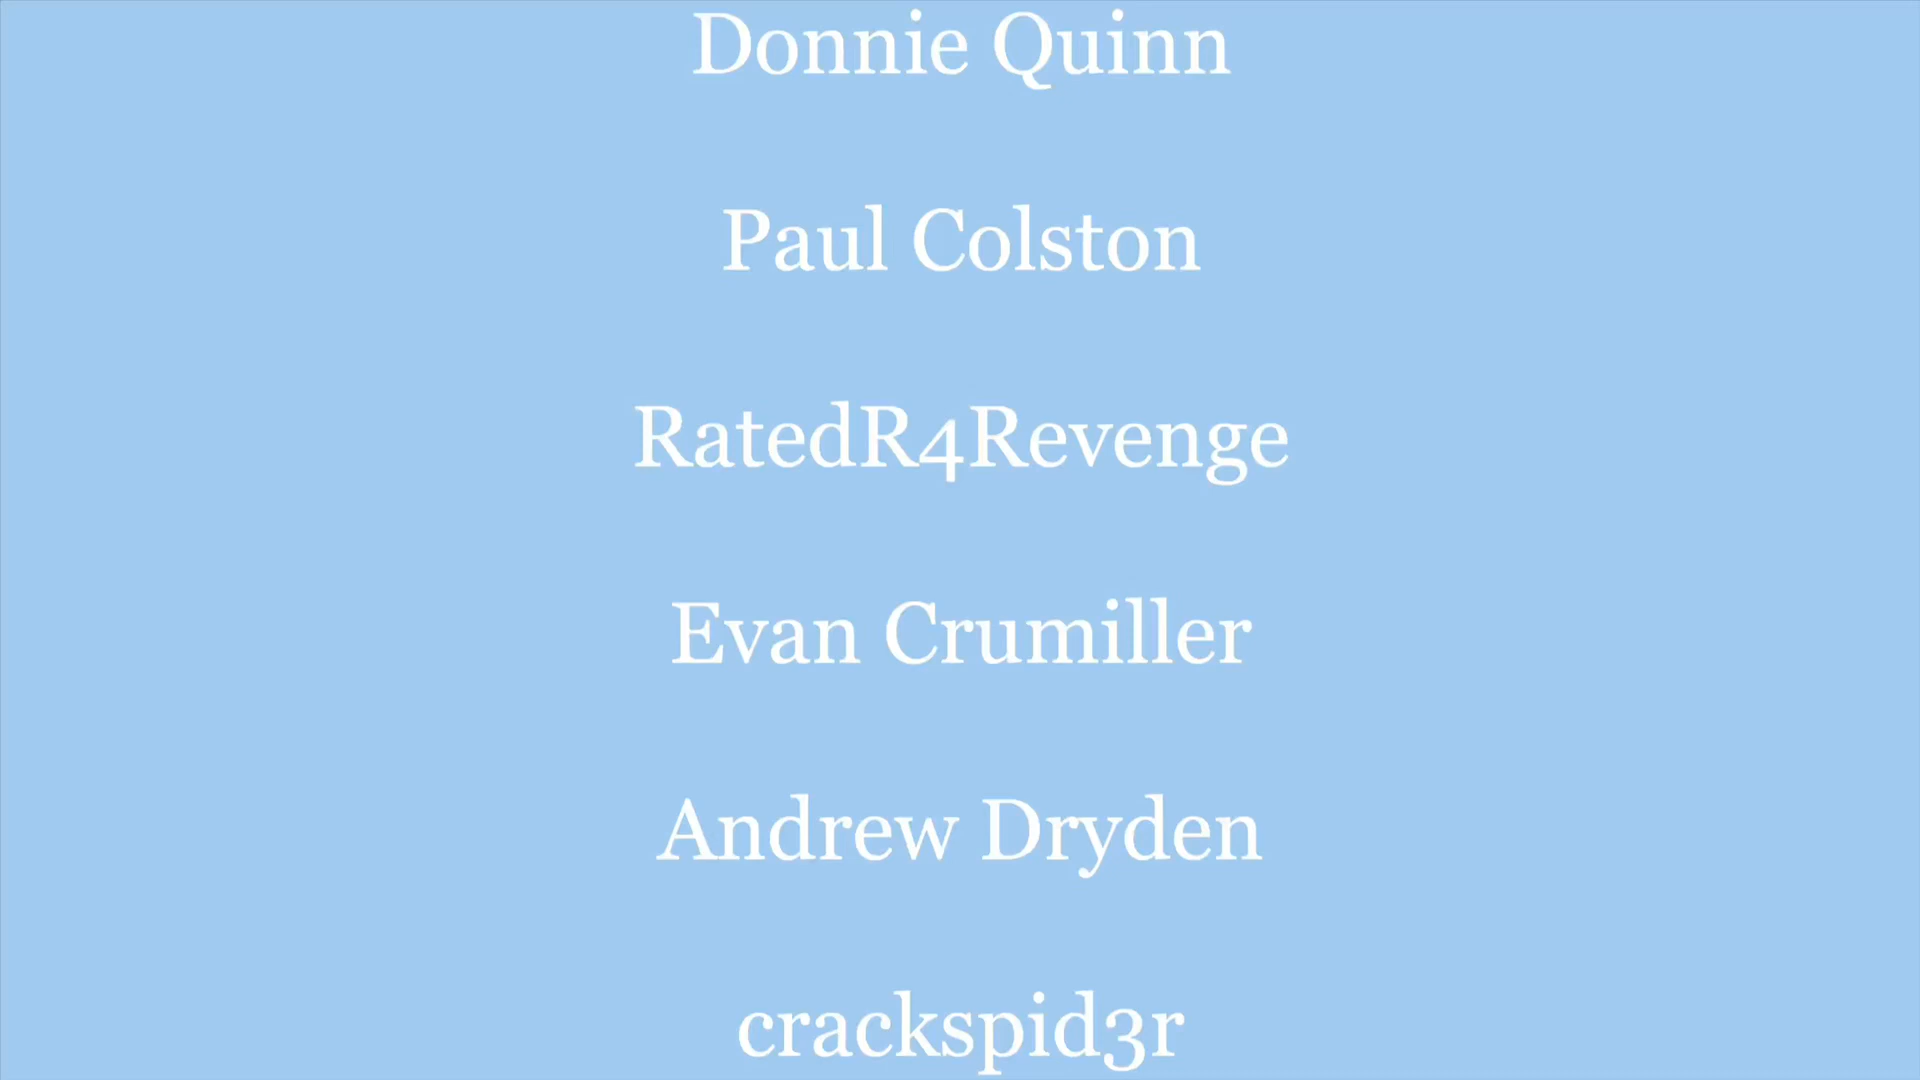 Donnie Quinn
Paul Colston
RatedR4Revenge
Evan Crumiller
Andrew Dryden
crackspid3r